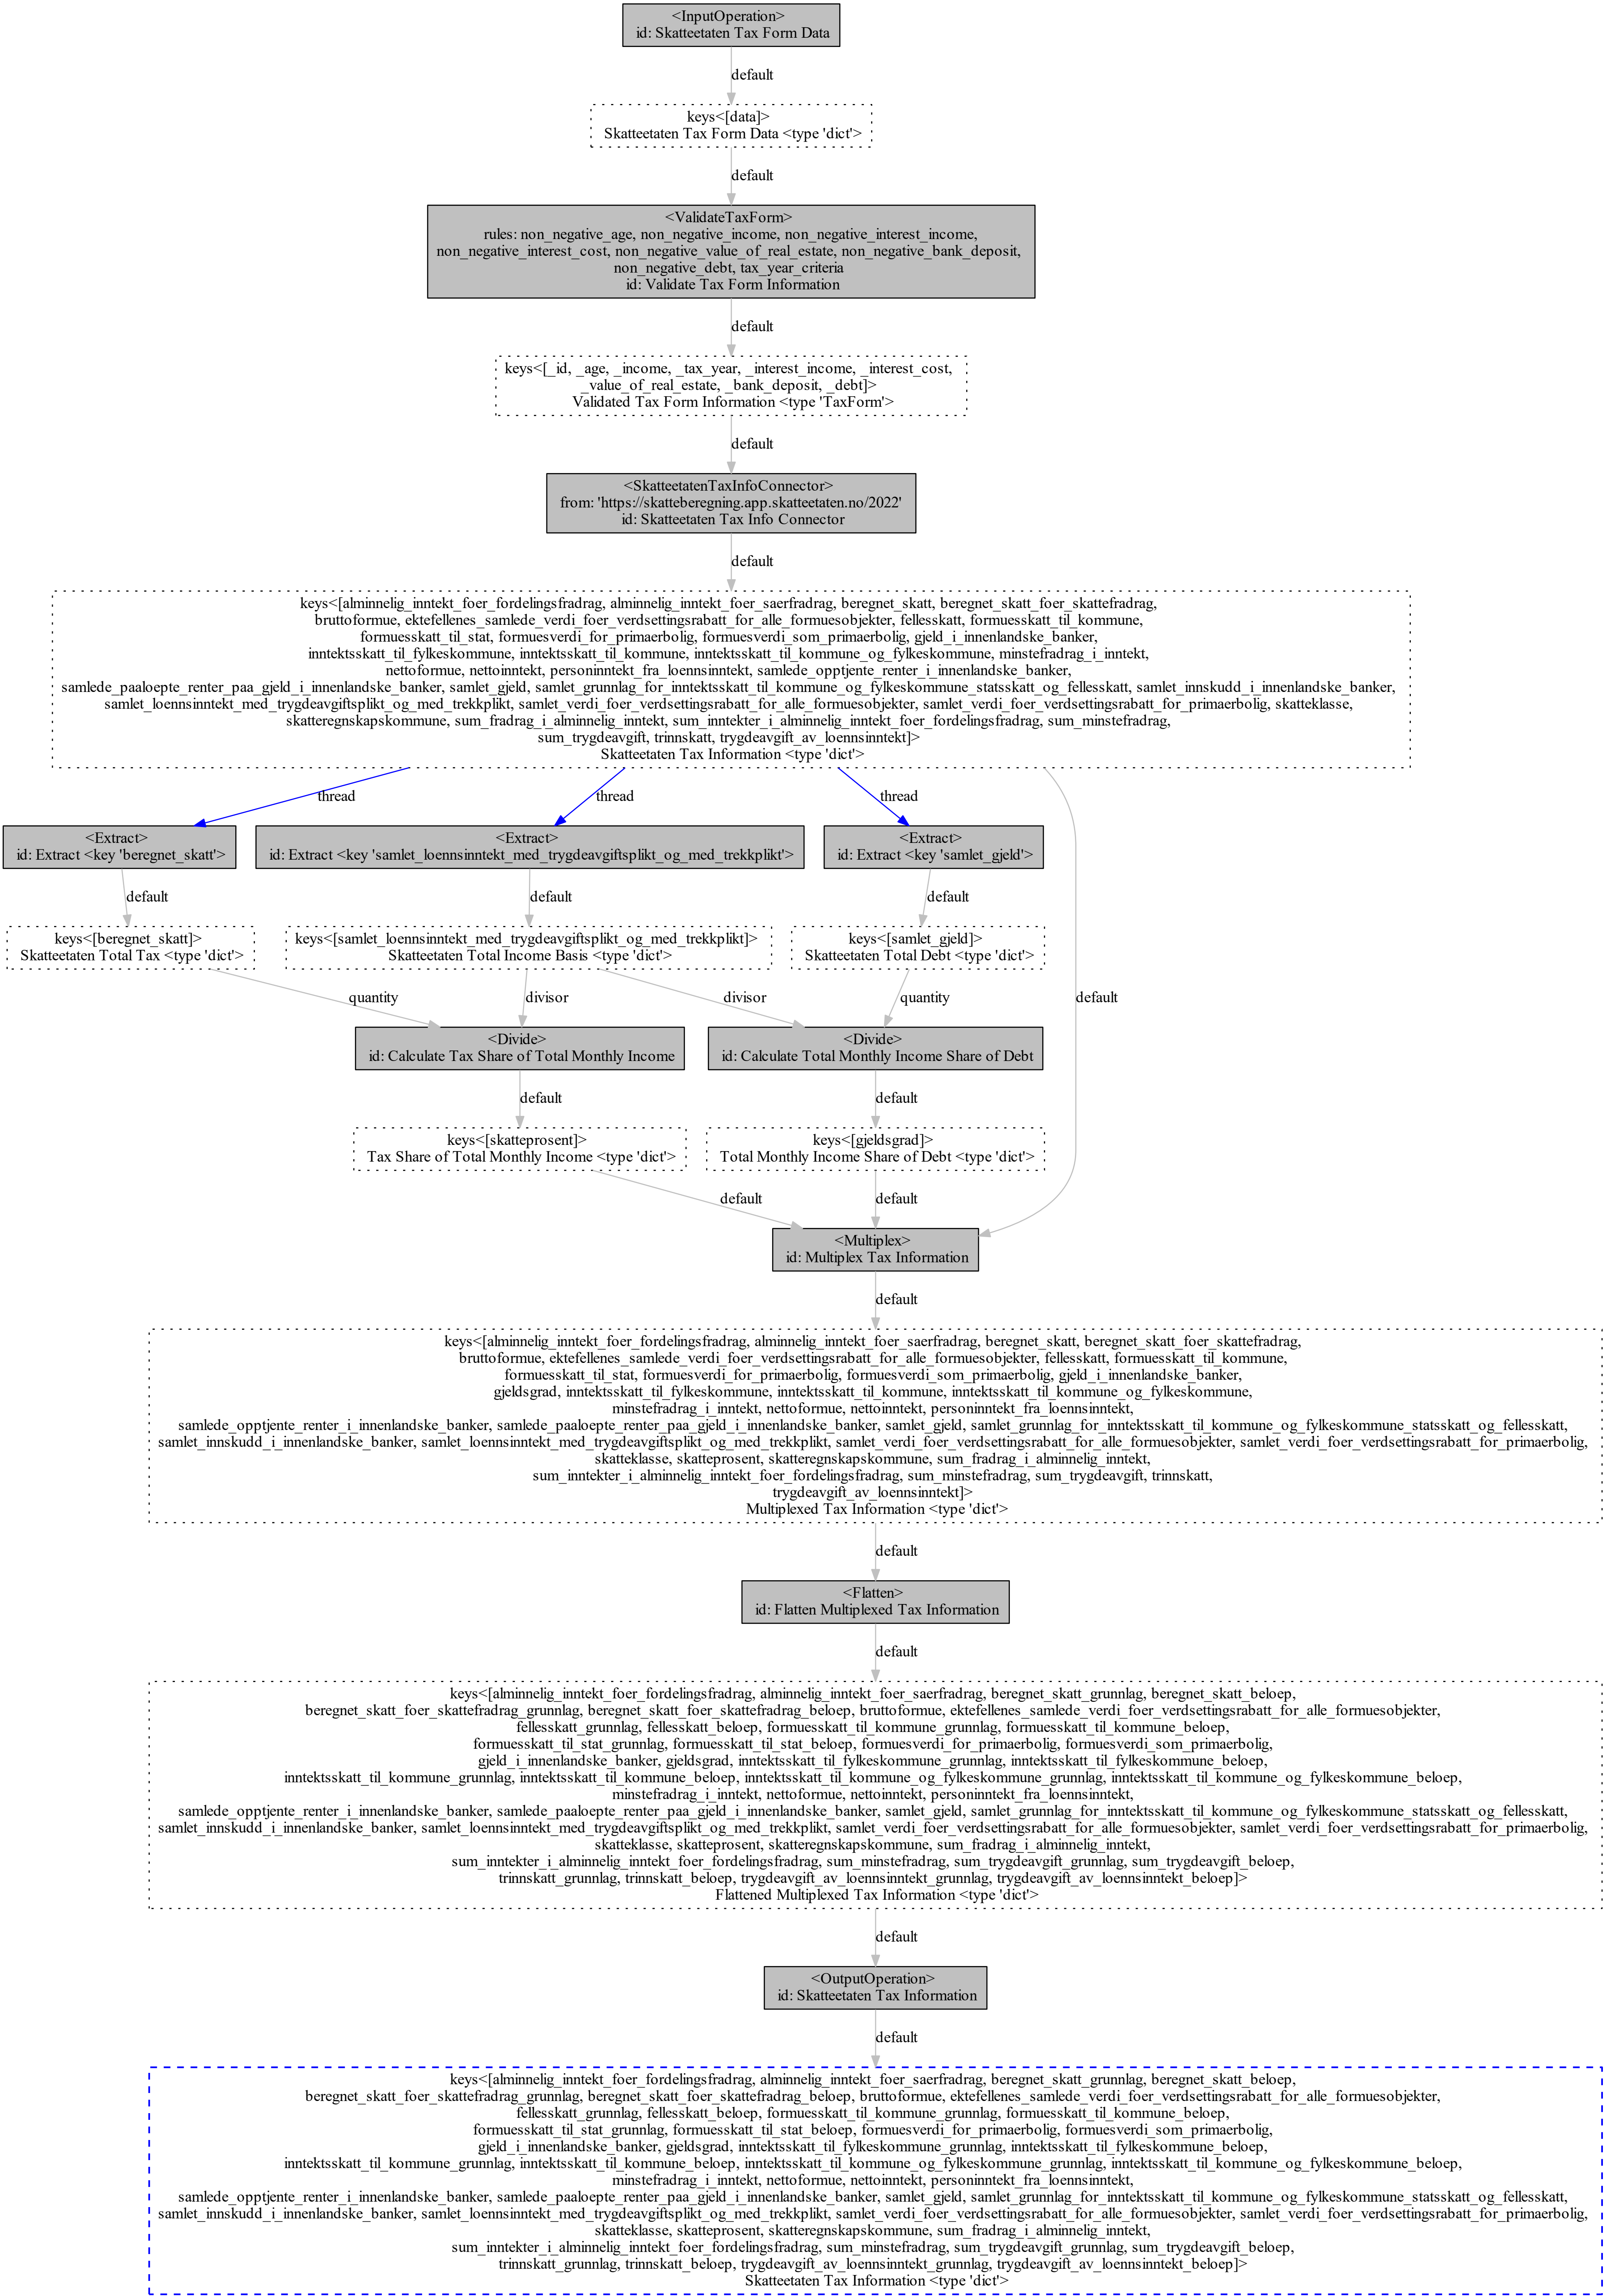 <InputOperation>
id: Skatteetaten Tax Form Data
default
keys<[data]>
Skatteetaten Tax Form Data <type 'dict'>
default
<ValidateTaxForm>
rules: non_negative_age, non_negative_income, non_negative_interest_income,
non_negative_interest_cost, non_negative_value_of_real_estate, non_negative_bank_deposit,
non_negative_debt, tax_year_criteria
id: Validate Tax Form Information
default
keys<[_id, _age, _income, _tax_year, _interest_income, _interest_cost,
_value_of_real_estate, _bank_deposit, _debt]>
Validated Tax Form Information <type 'TaxForm'>
default
<SkatteetatenTaxInfoConnector>
from: 'https://skatteberegning.app.skatteetaten.no/2022'
id: Skatteetaten Tax Info Connector
default
keys<[alminnelig_inntekt_foer_fordelingsfradrag, alminnelig_inntekt_foer_saerfradrag, beregnet_skatt, beregnet_skatt_foer_skattefradrag,
bruttoformue, ektefellenes_samlede_verdi_foer_verdsettingsrabatt_for_alle_formuesobjekter, fellesskatt, formuesskatt_til_kommune,
formuesskatt_til_stat, formuesverdi_for_primaerbolig, formuesverdi_som_primaerbolig, gjeld_i_innenlandske_banker,
inntektsskatt_til_fylkeskommune, inntektsskatt_til_kommune, inntektsskatt_til_kommune_og_fylkeskommune, minstefradrag_i_inntekt,
nettoformue, nettoinntekt, personinntekt_fra_loennsinntekt, samlede_opptjente_renter_i_innenlandske_banker,
samlede_paaloepte_renter_paa_gjeld_i_innenlandske_banker, samlet_gjeld, samlet_grunnlag_for_inntektsskatt_til_kommune_og_fylkeskommune_statsskatt_og_fellesskatt, samlet_innskudd_i_innenlandske_banker,
samlet_loennsinntekt_med_trygdeavgiftsplikt_og_med_trekkplikt, samlet_verdi_foer_verdsettingsrabatt_for_alle_formuesobjekter, samlet_verdi_foer_verdsettingsrabatt_for_primaerbolig, skatteklasse,
skatteregnskapskommune, sum_fradrag_i_alminnelig_inntekt, sum_inntekter_i_alminnelig_inntekt_foer_fordelingsfradrag, sum_minstefradrag,
sum_trygdeavgift, trinnskatt, trygdeavgift_av_loennsinntekt]>
Skatteetaten Tax Information <type 'dict'>
thread
thread
thread
<Extract>
id: Extract <key 'beregnet_skatt'>
<Extract>
id: Extract <key 'samlet_loennsinntekt_med_trygdeavgiftsplikt_og_med_trekkplikt'>
<Extract>
id: Extract <key 'samlet_gjeld'>
default
default
default
keys<[beregnet_skatt]>
Skatteetaten Total Tax <type 'dict'>
keys<[samlet_loennsinntekt_med_trygdeavgiftsplikt_og_med_trekkplikt]>
Skatteetaten Total Income Basis <type 'dict'>
keys<[samlet_gjeld]>
Skatteetaten Total Debt <type 'dict'>
quantity
divisor
divisor
quantity
default
<Divide>
id: Calculate Tax Share of Total Monthly Income
<Divide>
id: Calculate Total Monthly Income Share of Debt
default
default
keys<[skatteprosent]>
Tax Share of Total Monthly Income <type 'dict'>
keys<[gjeldsgrad]>
Total Monthly Income Share of Debt <type 'dict'>
default
default
<Multiplex>
id: Multiplex Tax Information
default
keys<[alminnelig_inntekt_foer_fordelingsfradrag, alminnelig_inntekt_foer_saerfradrag, beregnet_skatt, beregnet_skatt_foer_skattefradrag,
bruttoformue, ektefellenes_samlede_verdi_foer_verdsettingsrabatt_for_alle_formuesobjekter, fellesskatt, formuesskatt_til_kommune,
formuesskatt_til_stat, formuesverdi_for_primaerbolig, formuesverdi_som_primaerbolig, gjeld_i_innenlandske_banker,
gjeldsgrad, inntektsskatt_til_fylkeskommune, inntektsskatt_til_kommune, inntektsskatt_til_kommune_og_fylkeskommune,
minstefradrag_i_inntekt, nettoformue, nettoinntekt, personinntekt_fra_loennsinntekt,
samlede_opptjente_renter_i_innenlandske_banker, samlede_paaloepte_renter_paa_gjeld_i_innenlandske_banker, samlet_gjeld, samlet_grunnlag_for_inntektsskatt_til_kommune_og_fylkeskommune_statsskatt_og_fellesskatt,
samlet_innskudd_i_innenlandske_banker, samlet_loennsinntekt_med_trygdeavgiftsplikt_og_med_trekkplikt, samlet_verdi_foer_verdsettingsrabatt_for_alle_formuesobjekter, samlet_verdi_foer_verdsettingsrabatt_for_primaerbolig,
skatteklasse, skatteprosent, skatteregnskapskommune, sum_fradrag_i_alminnelig_inntekt,
sum_inntekter_i_alminnelig_inntekt_foer_fordelingsfradrag, sum_minstefradrag, sum_trygdeavgift, trinnskatt,
trygdeavgift_av_loennsinntekt]>
Multiplexed Tax Information <type 'dict'>
default
<Flatten>
id: Flatten Multiplexed Tax Information
default
keys<[alminnelig_inntekt_foer_fordelingsfradrag, alminnelig_inntekt_foer_saerfradrag, beregnet_skatt_grunnlag, beregnet_skatt_beloep,
beregnet_skatt_foer_skattefradrag_grunnlag, beregnet_skatt_foer_skattefradrag_beloep, bruttoformue, ektefellenes_samlede_verdi_foer_verdsettingsrabatt_for_alle_formuesobjekter,
fellesskatt_grunnlag, fellesskatt_beloep, formuesskatt_til_kommune_grunnlag, formuesskatt_til_kommune_beloep,
formuesskatt_til_stat_grunnlag, formuesskatt_til_stat_beloep, formuesverdi_for_primaerbolig, formuesverdi_som_primaerbolig,
gjeld_i_innenlandske_banker, gjeldsgrad, inntektsskatt_til_fylkeskommune_grunnlag, inntektsskatt_til_fylkeskommune_beloep,
inntektsskatt_til_kommune_grunnlag, inntektsskatt_til_kommune_beloep, inntektsskatt_til_kommune_og_fylkeskommune_grunnlag, inntektsskatt_til_kommune_og_fylkeskommune_beloep,
minstefradrag_i_inntekt, nettoformue, nettoinntekt, personinntekt_fra_loennsinntekt,
samlede_opptjente_renter_i_innenlandske_banker, samlede_paaloepte_renter_paa_gjeld_i_innenlandske_banker, samlet_gjeld, samlet_grunnlag_for_inntektsskatt_til_kommune_og_fylkeskommune_statsskatt_og_fellesskatt,
samlet_innskudd_i_innenlandske_banker, samlet_loennsinntekt_med_trygdeavgiftsplikt_og_med_trekkplikt, samlet_verdi_foer_verdsettingsrabatt_for_alle_formuesobjekter, samlet_verdi_foer_verdsettingsrabatt_for_primaerbolig,
skatteklasse, skatteprosent, skatteregnskapskommune, sum_fradrag_i_alminnelig_inntekt,
sum_inntekter_i_alminnelig_inntekt_foer_fordelingsfradrag, sum_minstefradrag, sum_trygdeavgift_grunnlag, sum_trygdeavgift_beloep,
trinnskatt_grunnlag, trinnskatt_beloep, trygdeavgift_av_loennsinntekt_grunnlag, trygdeavgift_av_loennsinntekt_beloep]>
Flattened Multiplexed Tax Information <type 'dict'>
default
<OutputOperation>
id: Skatteetaten Tax Information
default
keys<[alminnelig_inntekt_foer_fordelingsfradrag, alminnelig_inntekt_foer_saerfradrag, beregnet_skatt_grunnlag, beregnet_skatt_beloep,
beregnet_skatt_foer_skattefradrag_grunnlag, beregnet_skatt_foer_skattefradrag_beloep, bruttoformue, ektefellenes_samlede_verdi_foer_verdsettingsrabatt_for_alle_formuesobjekter,
fellesskatt_grunnlag, fellesskatt_beloep, formuesskatt_til_kommune_grunnlag, formuesskatt_til_kommune_beloep,
formuesskatt_til_stat_grunnlag, formuesskatt_til_stat_beloep, formuesverdi_for_primaerbolig, formuesverdi_som_primaerbolig,
gjeld_i_innenlandske_banker, gjeldsgrad, inntektsskatt_til_fylkeskommune_grunnlag, inntektsskatt_til_fylkeskommune_beloep,
inntektsskatt_til_kommune_grunnlag, inntektsskatt_til_kommune_beloep, inntektsskatt_til_kommune_og_fylkeskommune_grunnlag, inntektsskatt_til_kommune_og_fylkeskommune_beloep,
minstefradrag_i_inntekt, nettoformue, nettoinntekt, personinntekt_fra_loennsinntekt,
samlede_opptjente_renter_i_innenlandske_banker, samlede_paaloepte_renter_paa_gjeld_i_innenlandske_banker, samlet_gjeld, samlet_grunnlag_for_inntektsskatt_til_kommune_og_fylkeskommune_statsskatt_og_fellesskatt,
samlet_innskudd_i_innenlandske_banker, samlet_loennsinntekt_med_trygdeavgiftsplikt_og_med_trekkplikt, samlet_verdi_foer_verdsettingsrabatt_for_alle_formuesobjekter, samlet_verdi_foer_verdsettingsrabatt_for_primaerbolig,
skatteklasse, skatteprosent, skatteregnskapskommune, sum_fradrag_i_alminnelig_inntekt,
sum_inntekter_i_alminnelig_inntekt_foer_fordelingsfradrag, sum_minstefradrag, sum_trygdeavgift_grunnlag, sum_trygdeavgift_beloep,
trinnskatt_grunnlag, trinnskatt_beloep, trygdeavgift_av_loennsinntekt_grunnlag, trygdeavgift_av_loennsinntekt_beloep]>
Skatteetaten Tax Information <type 'dict'>